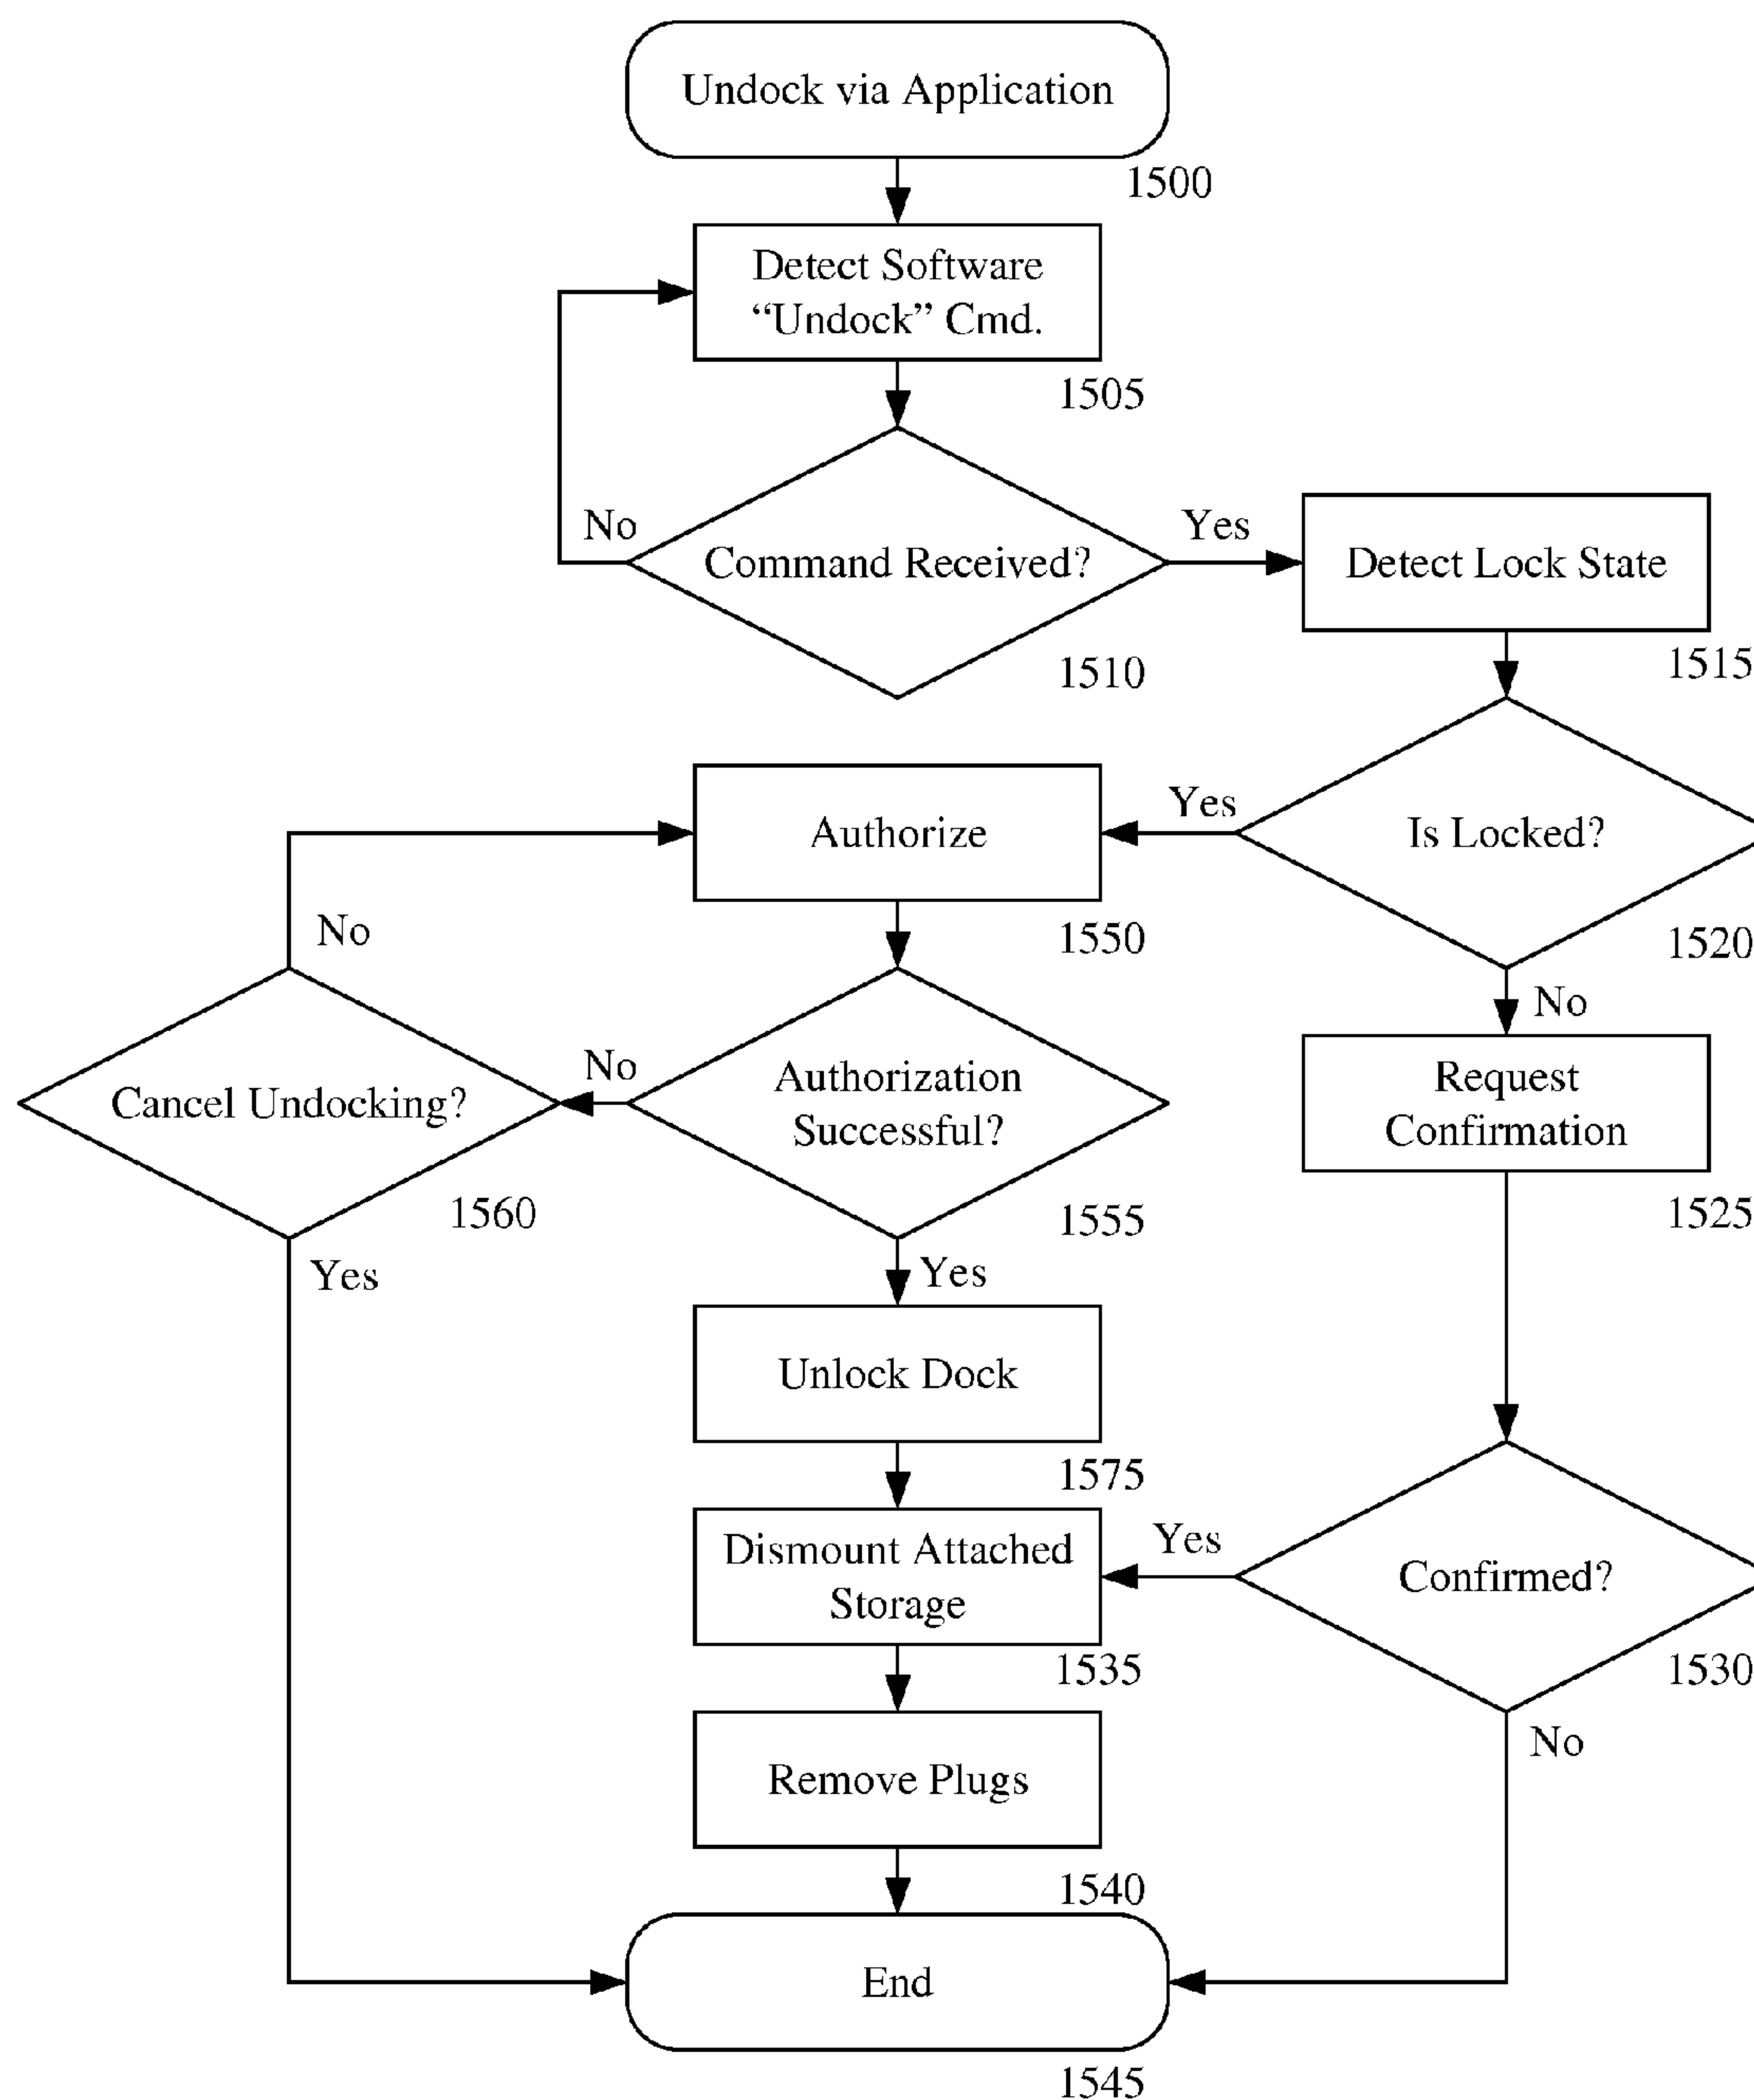 Undock via Application
1500
Detect Software
“Undock” Cmd.
1505
No
Command Received?
Yes
1510
Detect Lock State
1515
Is Locked?
Yes
1520
No
Authorize
1550
No
Cancel Undocking?
1560
Yes
No
Authorization
Successful?
1555
Yes
Request
Confirmation
1525
Unlock Dock
1575
Dismount Attached
Storage
1535
Yes
Confirmed?
1530
No
Remove Plugs
1540
End
1545